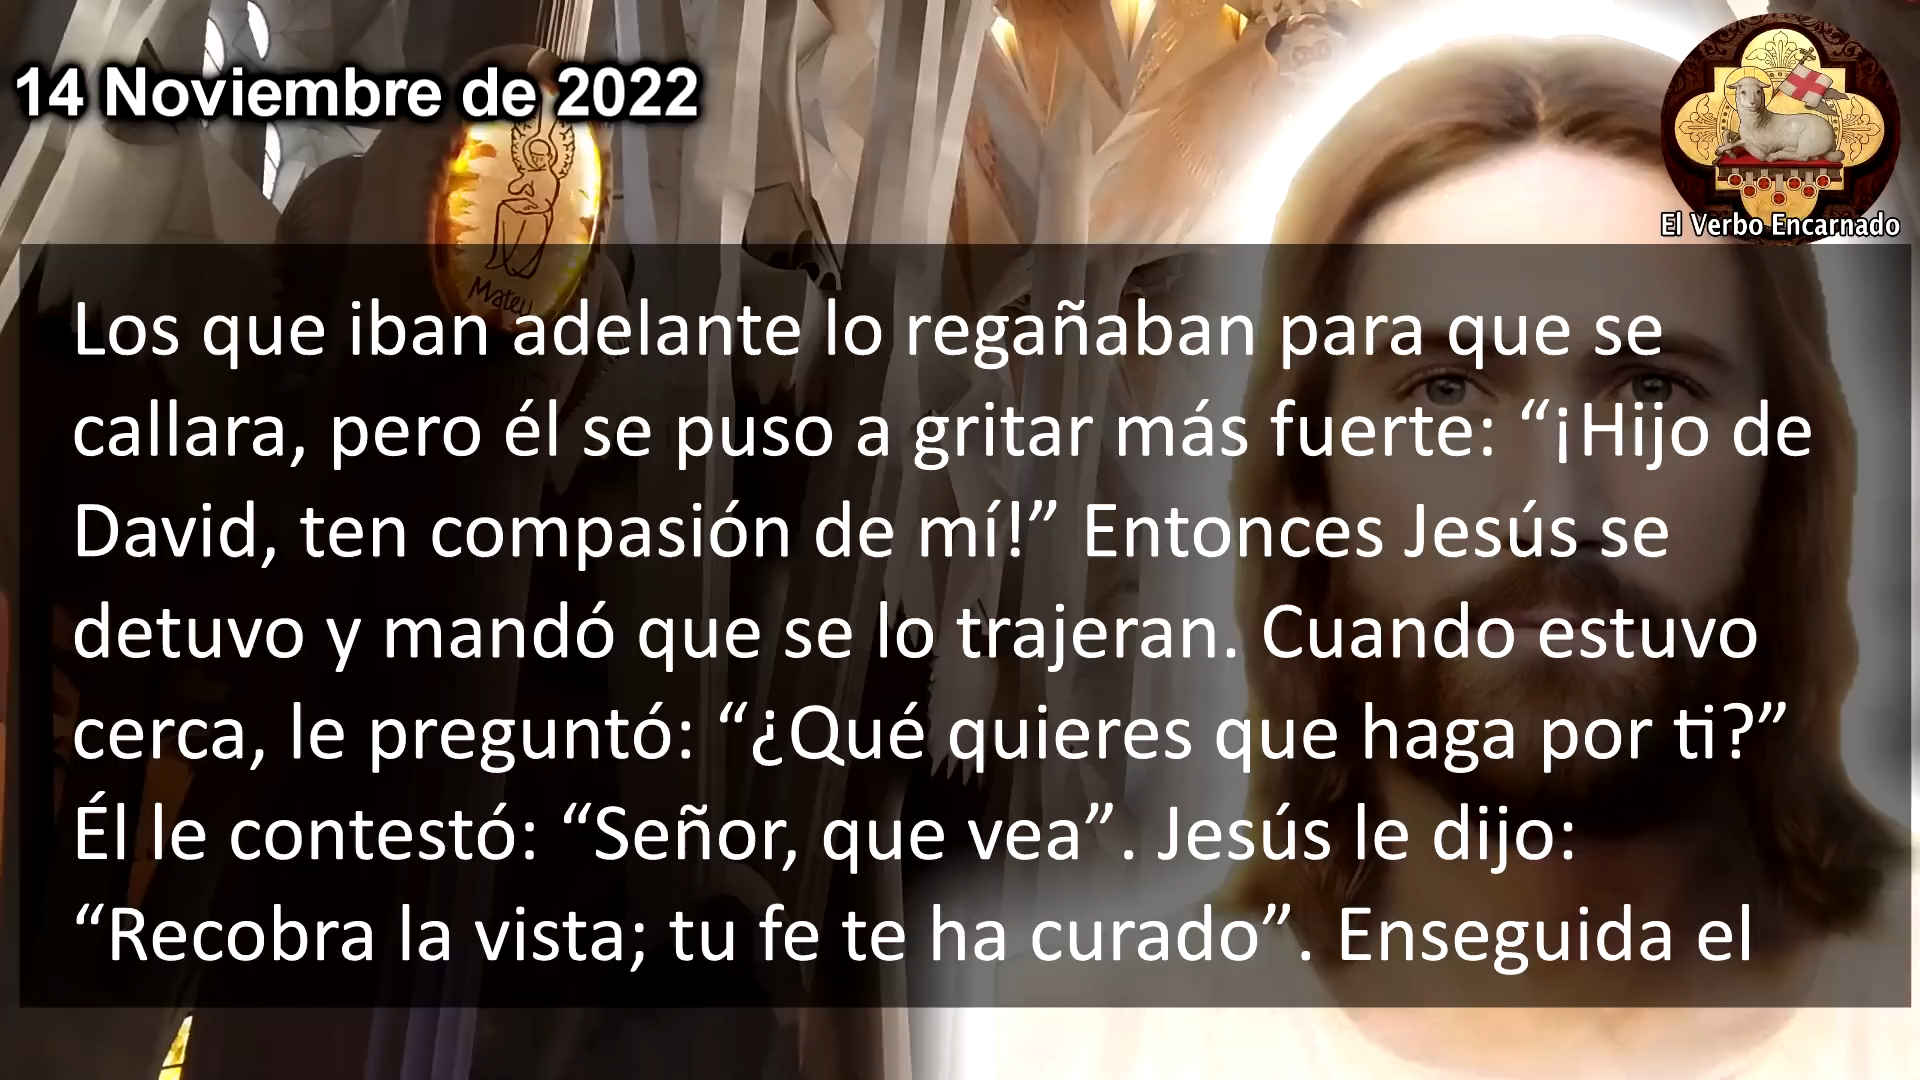 14 Noviembre de 2022
El Verbo Encarnado
Mateu
Los que iban adelante lo regañaban para que se
callara, pero él se puso a gritar más fuerte: “¡Hijo de
David, ten compasión de mí!” Entonces Jesús se
detuvo y mandó que se lo trajeran. Cuando estuvo
cerca, le preguntó: “¿Qué quieres que haga por ti?”
Él le contestó: “Señor, que vea”. Jesús le dijo:
“Recobra la vista; tu fe te ha curado”. Enseguida el